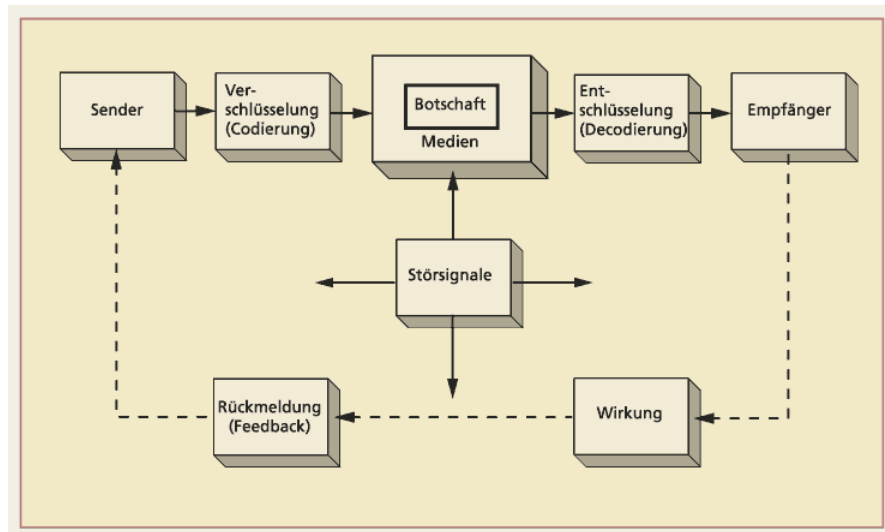 Sender
Ver-
schlüsselung
(Codierung)
Botschaft
Medien
Ent-
schlüsselung
(Decodierung)
Empfänger
Störsignale
Rückmeldung
(Feedback)
Wirkung